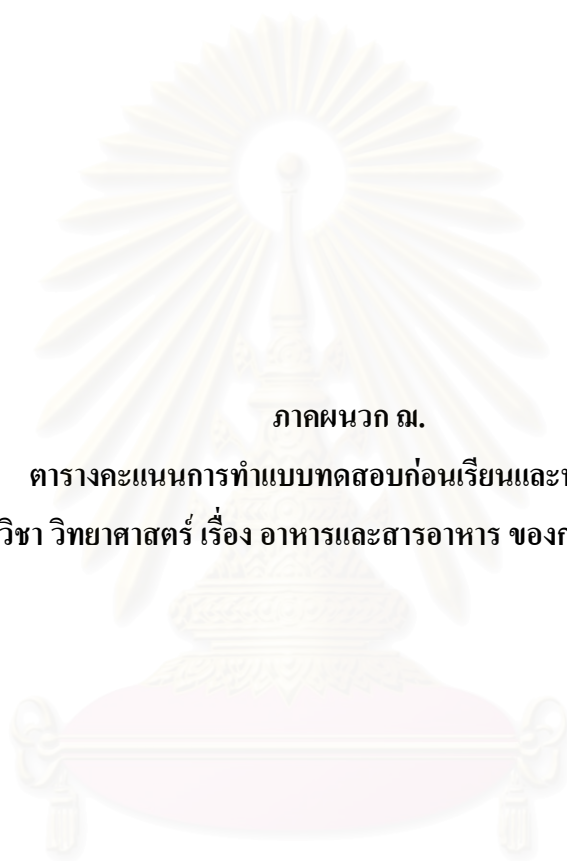 ภาคผนวก ฌ.
ตารางคะแนนการทำแบบทดสอบก่อนเรียนและ
วิชา วิทยาศาสตร์ เรื่อง อาหารและสารอาหาร ของ